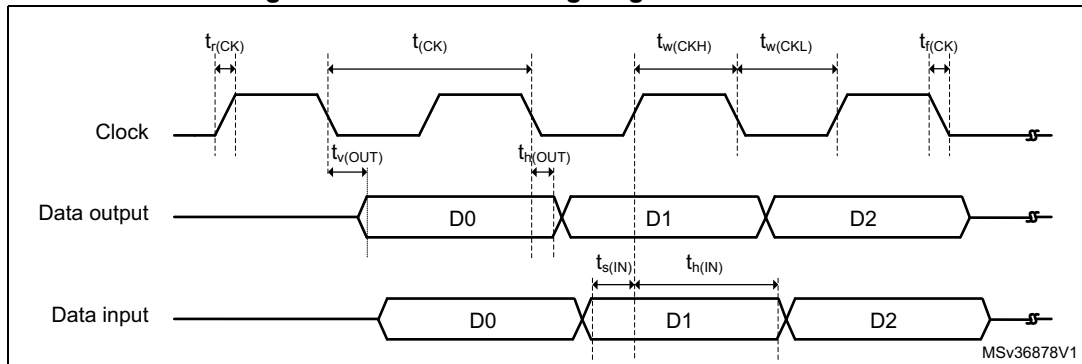 t_r(CK) t_(CK) t_w(CKH) t_w(CKL) t_f(CK)
Clock
t_v(OUT) t_h(OUT)
Data output D0 D1 D2
t_s(IN) t_h(IN)
Data input D0 D1 D2
MSv36878V1